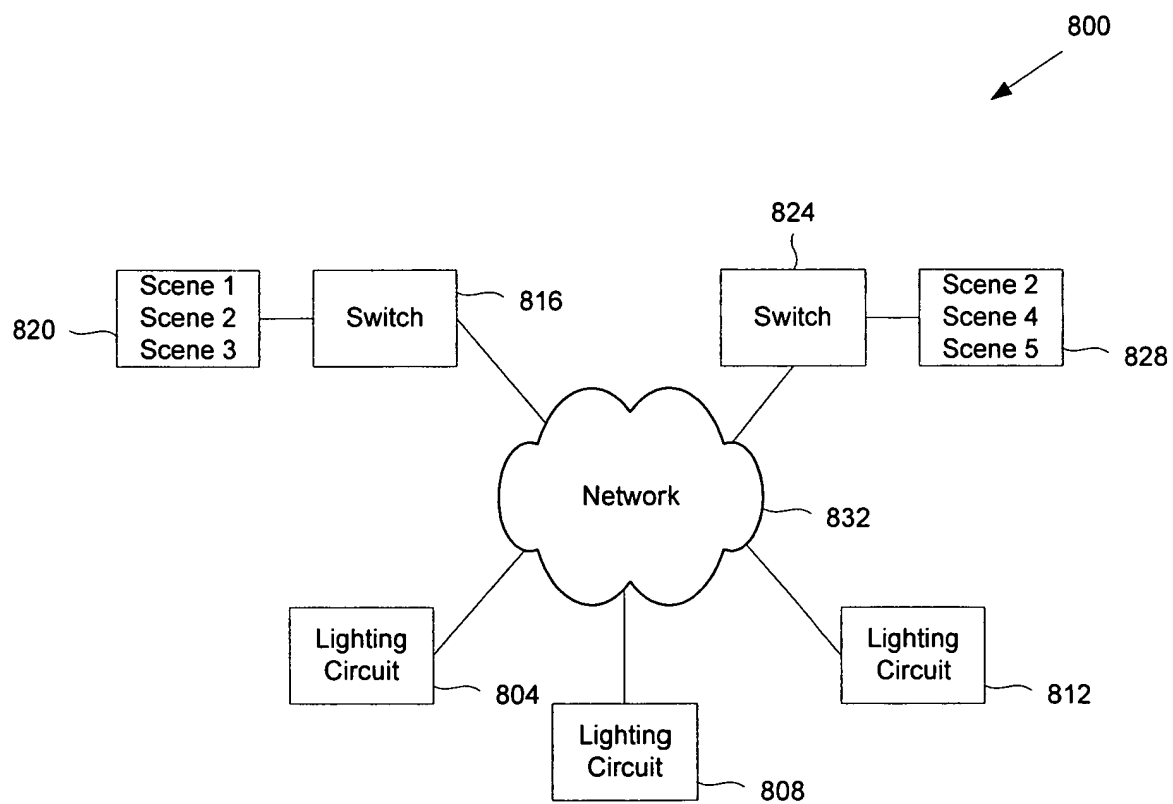 800
824
Scene 1
Scene 2
Scene 3
820
Switch
816
Switch
Scene 2
Scene 4
Scene 5
828
Network
832
Lighting
Circuit
804
Lighting
Circuit
808
Lighting
Circuit
812